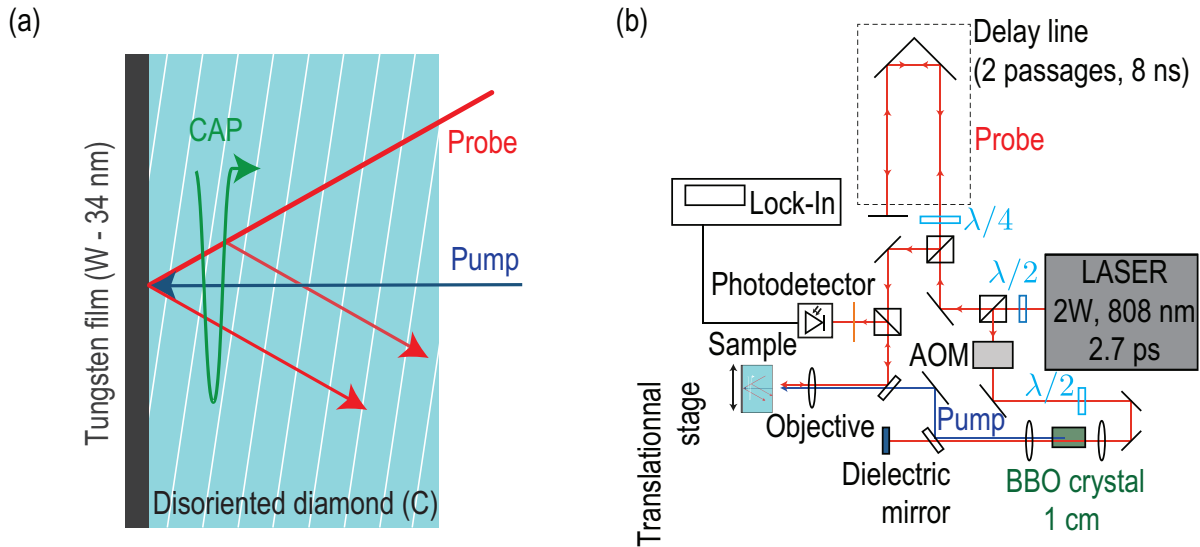 (a)
CAP
Probe
Pump
Tungsten film (W - 34 nm)
Disoriented diamond (C)
(b)
Delay line
(2 passages, 8 ns)
Probe
Lock-In
λ/4
λ/2
LASER
2W, 808 nm
2.7 ps
Photodetector
AOM
Sample
λ/2
Translationnal
stage
Objective
Pump
Dielectric
mirror
BBO crystal
1 cm